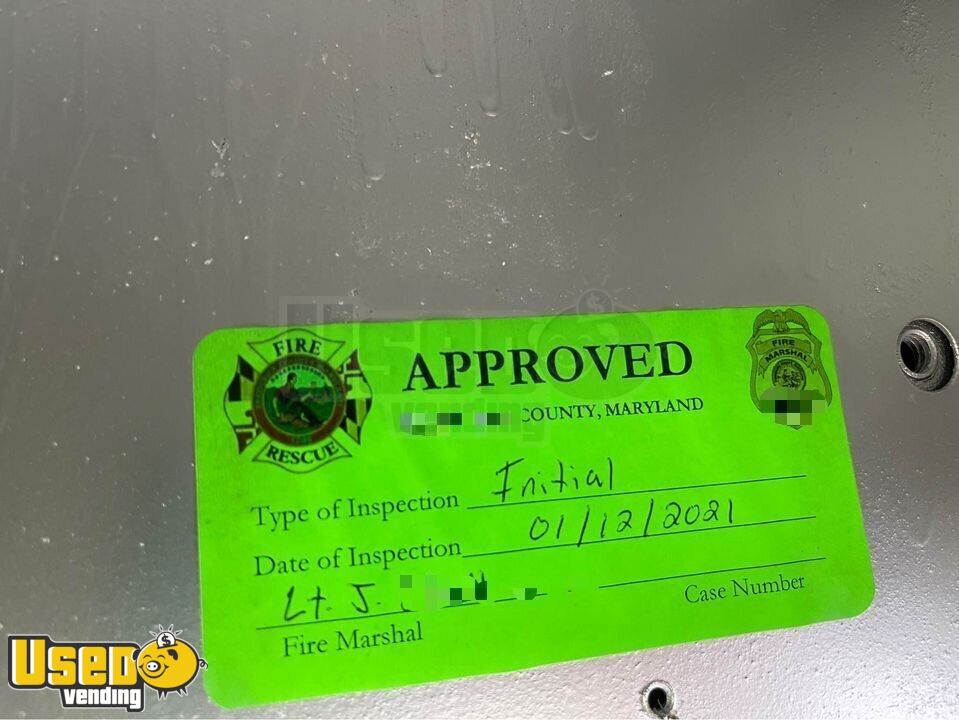 FIRE
RESCUE
APPROVED
COUNTY, MARYLAND
FIRE
MARSHAL
Type of Inspection Initial
Date of Inspection 01/12/2021
Lt. J.
Fire Marshal
Case Number
USED
vending